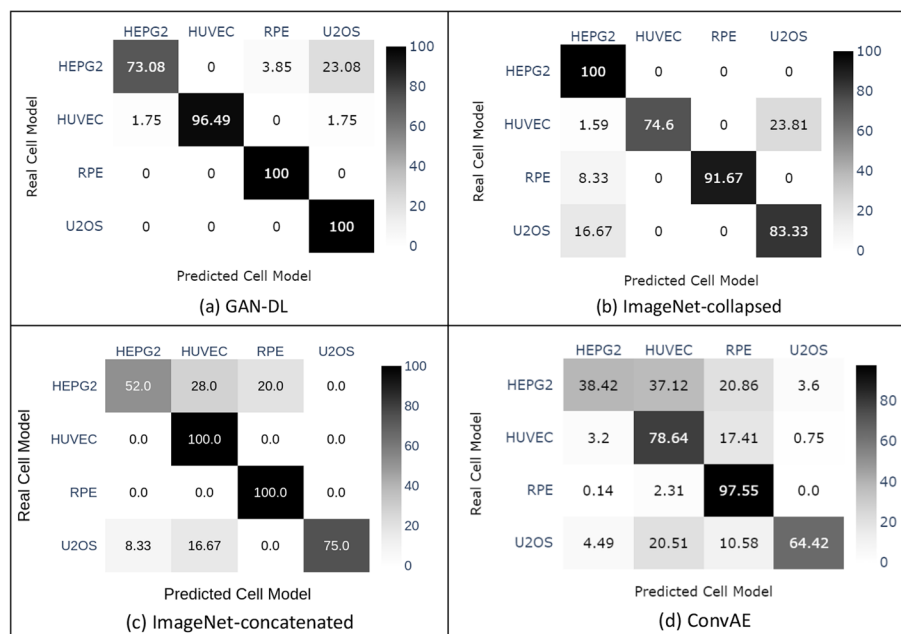 HEPG2 HUVEC RPE U2OS
HEPG2 73.08 0 3.85 23.08
HUVEC 1.75 96.49 0 1.75
RPE 0 0 100 0
U2OS 0 0 0 100
100
80
60
40
20
0
Real Cell Model
Predicted Cell Model
(a) GAN-DL
HEPG2 HUVEC RPE U2OS
HEPG2 100 0 0 0
HUVEC 1.59 74.6 0 23.81
RPE 8.33 0 91.67 0
U2OS 16.67 0 0 83.33
100
80
60
40
20
0
Real Cell Model
Predicted Cell Model
(b) ImageNet-collapsed
HEPG2 HUVEC RPE U2OS
HEPG2 52.0 28.0 20.0 0.0
HUVEC 0.0 100.0 0.0 0.0
RPE 0.0 0.0 100.0 0.0
U2OS 8.33 16.67 0.0 75.0
100
80
60
40
20
0
Real Cell Model
Predicted Cell Model
(c) ImageNet-concatenated
HEPG2 HUVEC RPE U2OS
HEPG2 38.42 37.12 20.86 3.6
HUVEC 3.2 78.64 17.41 0.75
RPE 0.14 2.31 97.55 0.0
U2OS 4.49 20.51 10.58 64.42
80
60
40
20
0
Real Cell Model
Predicted Cell Model
(d) ConvAE